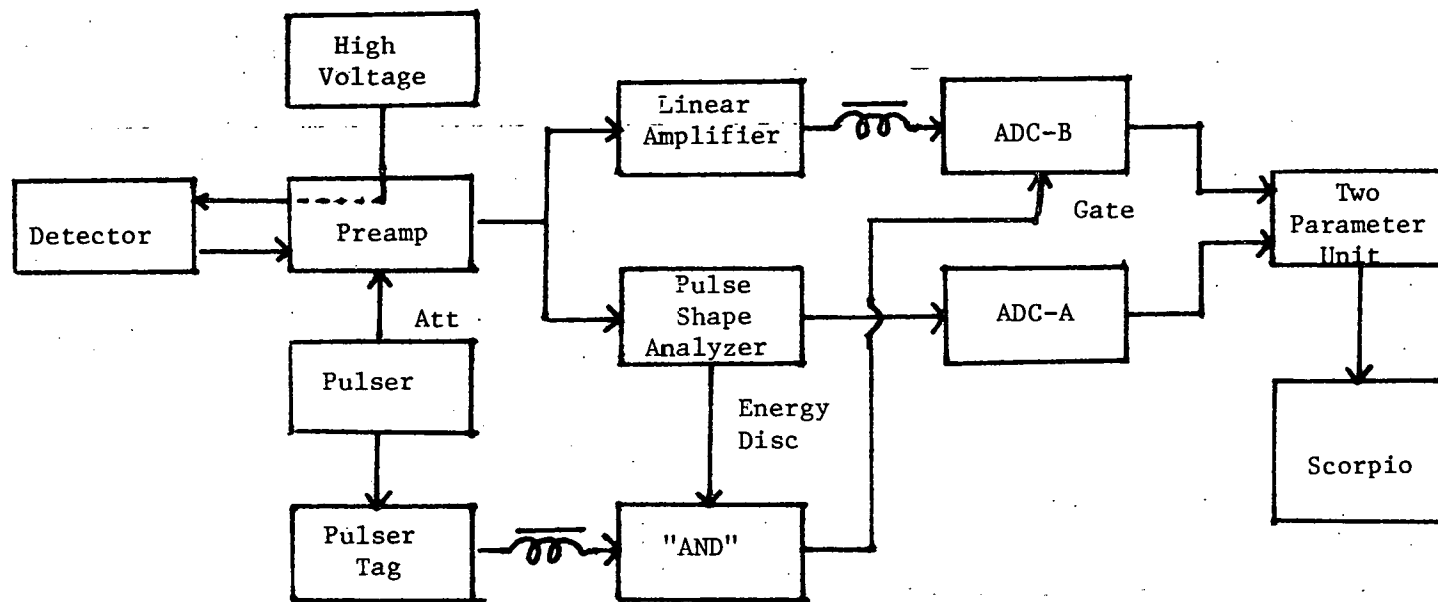 High
Voltage
Linear
Amplifier
ADC-B
Detector
Preamp
Gate
Two
Parameter
Unit
Att
Pulse
Shape
Analyzer
ADC-A
Pulser
Energy
Disc
Scorpio
Pulser
Tag
"AND"